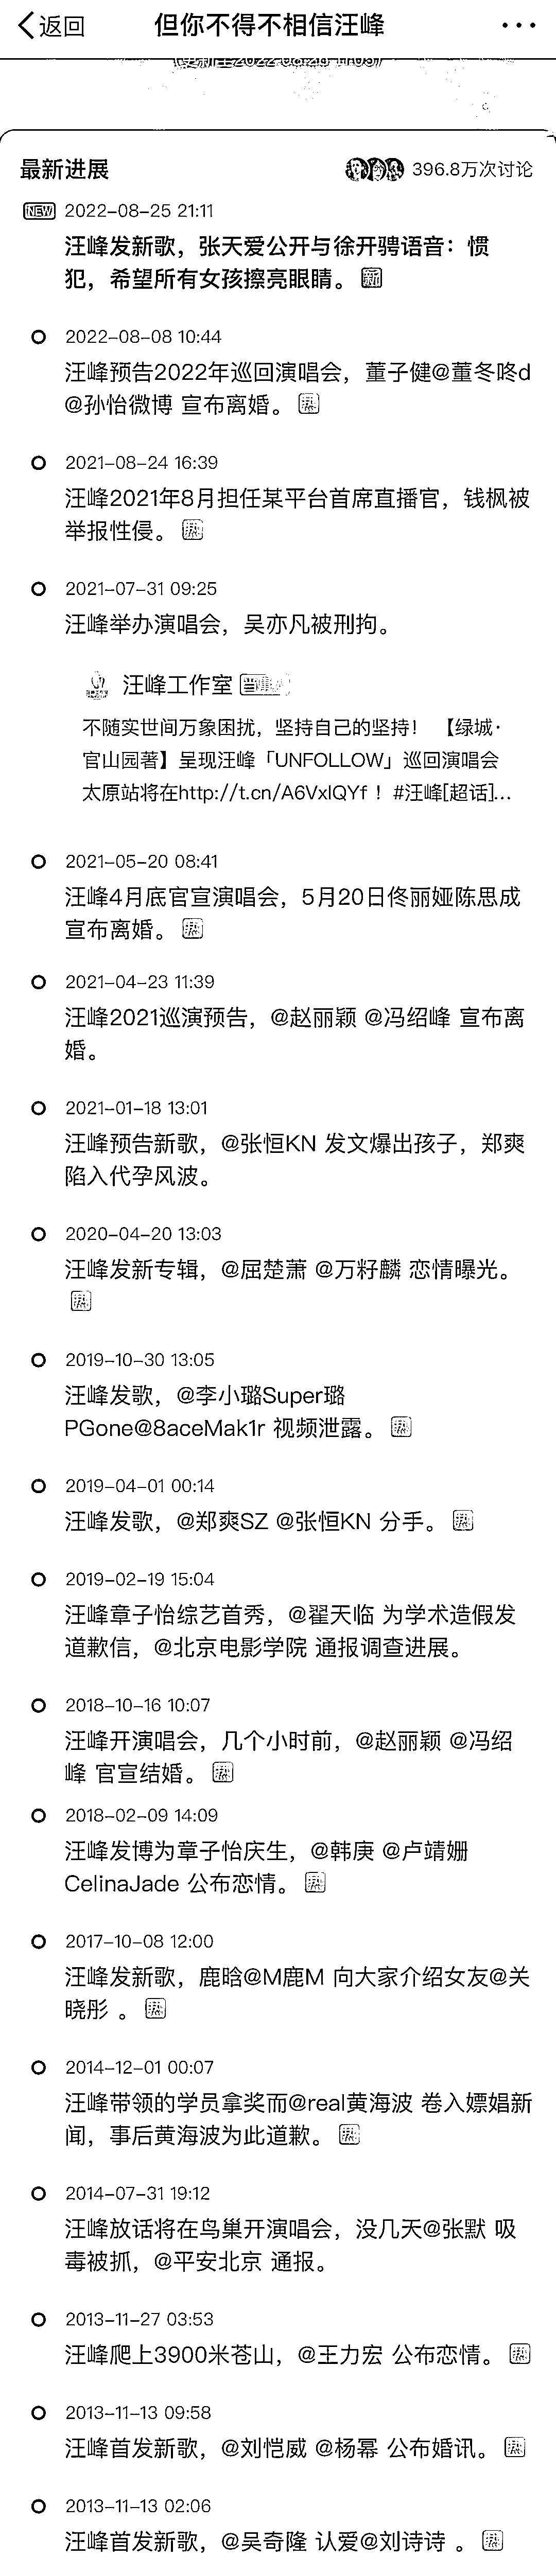 返回
但你不得不相信汪峰
最新进展
396.8万次讨论
NEW
2022-08-25 21:11
汪峰发新歌，张天爱公开与徐开骋语音：惯
犯，希望所有女孩擦亮眼睛。新
2022-08-08 10:44
汪峰预告2022年巡回演唱会，董子健@董冬咚d
@孙怡微博 宣布离婚。热
2021-08-24 16:39
汪峰2021年8月担任某平台首席直播官，钱枫被
举报性侵。热
2021-07-31 09:25
汪峰举办演唱会，吴亦凡被刑拘。
汪峰工作室
不随实世间万象困扰，坚持自己的坚持！ 【绿城·
官山园著】呈现汪峰「UNFOLLOW」巡回演唱会
太原站将在http://t.cn/A6VxlQYf ！#汪峰[超话]...
2021-05-20 08:41
汪峰4月底官宣演唱会，5月20日佟丽娅陈思成
宣布离婚。热
2021-04-23 11:39
汪峰2021巡演预告，@赵丽颖 @冯绍峰 宣布离
婚。
2021-01-18 13:01
汪峰预告新歌，@张恒KN 发文爆出孩子，郑爽
陷入代孕风波。
2020-04-20 13:03
汪峰发新专辑，@屈楚萧 @万籽麟 恋情曝光。
热
2019-10-30 13:05
汪峰发歌，@李小璐Super璐
PGone@8aceMak1r 视频泄露。热
2019-04-01 00:14
汪峰发歌，@郑爽SZ @张恒KN 分手。热
2019-02-19 15:04
汪峰章子怡综艺首秀，@翟天临 为学术造假发
道歉信，@北京电影学院 通报调查进展。
2018-10-16 10:07
汪峰开演唱会，几个小时前，@赵丽颖 @冯绍
峰 官宣结婚。热
2018-02-09 14:09
汪峰发博为章子怡庆生，@韩庚 @卢靖姗
CelinaJade 公布恋情。热
2017-10-08 12:00
汪峰发新歌，鹿晗@M鹿M 向大家介绍女友@关
晓彤 。热
2014-12-01 00:07
汪峰带领的学员拿奖而@real黄海波 卷入嫖娼新
闻，事后黄海波为此道歉。热
2014-07-31 19:12
汪峰放话将在鸟巢开演唱会，没几天@张默 吸
毒被抓，@平安北京 通报。
2013-11-27 03:53
汪峰爬上3900米苍山，@王力宏 公布恋情。热
2013-11-13 09:58
汪峰首发新歌，@刘恺威 @杨幂 公布婚讯。热
2013-11-13 02:06
汪峰首发新歌，@吴奇隆 认爱@刘诗诗 。热